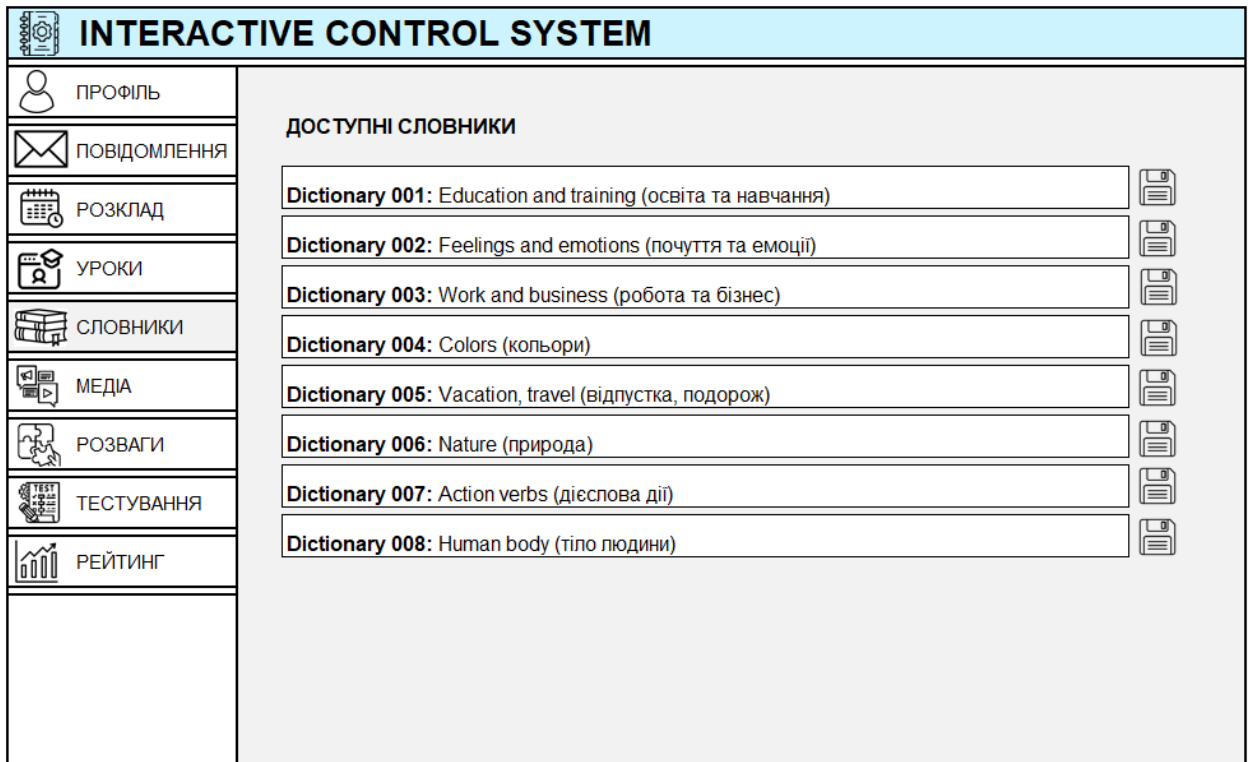 INTERACTIVE CONTROL SYSTEM
ПРОФІЛЬ
ПОВІДОМЛЕННЯ
РОЗКЛАД
УРОКИ
СЛОВНИКИ
МЕДІА
РОЗВАГИ
TEST
ТЕСТУВАННЯ
РЕЙТИНГ
ДОСТУПНІ СЛОВНИКИ
Dictionary 001: Education and training (освіта та навчання)
Dictionary 002: Feelings and emotions (почуття та емоції)
Dictionary 003: Work and business (робота та бізнес)
Dictionary 004: Colors (кольори)
Dictionary 005: Vacation, travel (відпустка, подорож)
Dictionary 006: Nature (природа)
Dictionary 007: Action verbs (дієслова дії)
Dictionary 008: Human body (тіло людини)